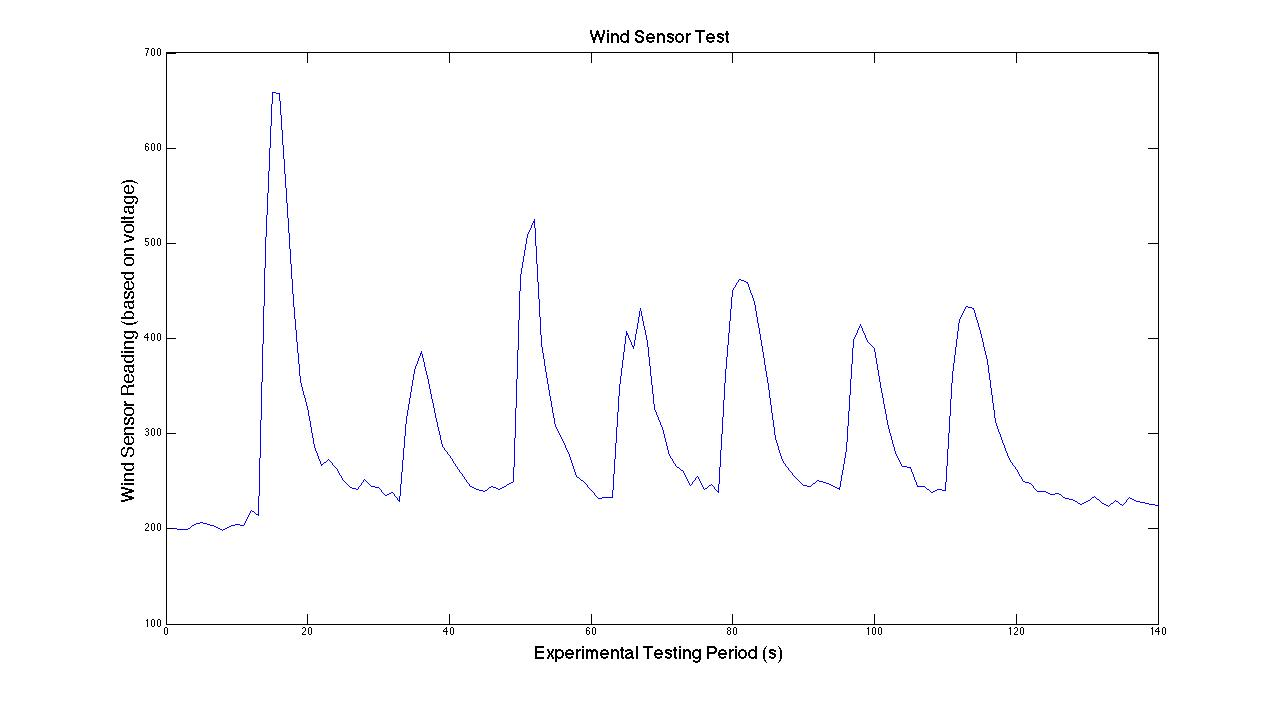 Wind Sensor Test
700
600
500
400
300
200
100
Wind Sensor Reading (based on voltage)
0 20 40 60 80 100 120 140
Experimental Testing Period (s)